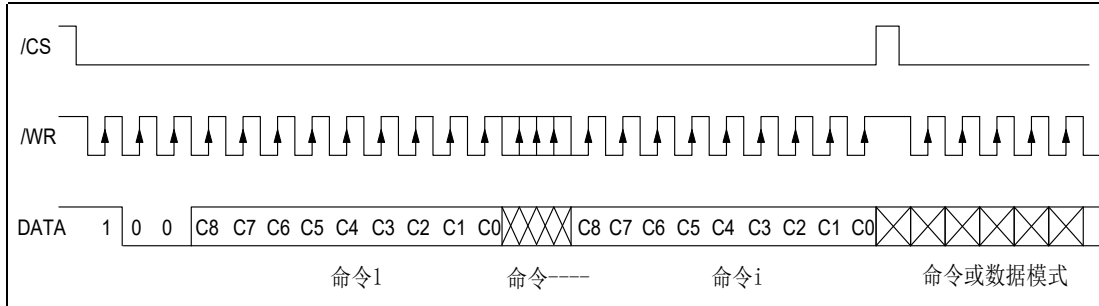 /CS
/WR
DATA 1 0 0 C8 C7 C6 C5 C4 C3 C2 C1 C0 C8 C7 C6 C5 C4 C3 C2 C1 C0
命令1 命令---- 命令i 命令或数据模式